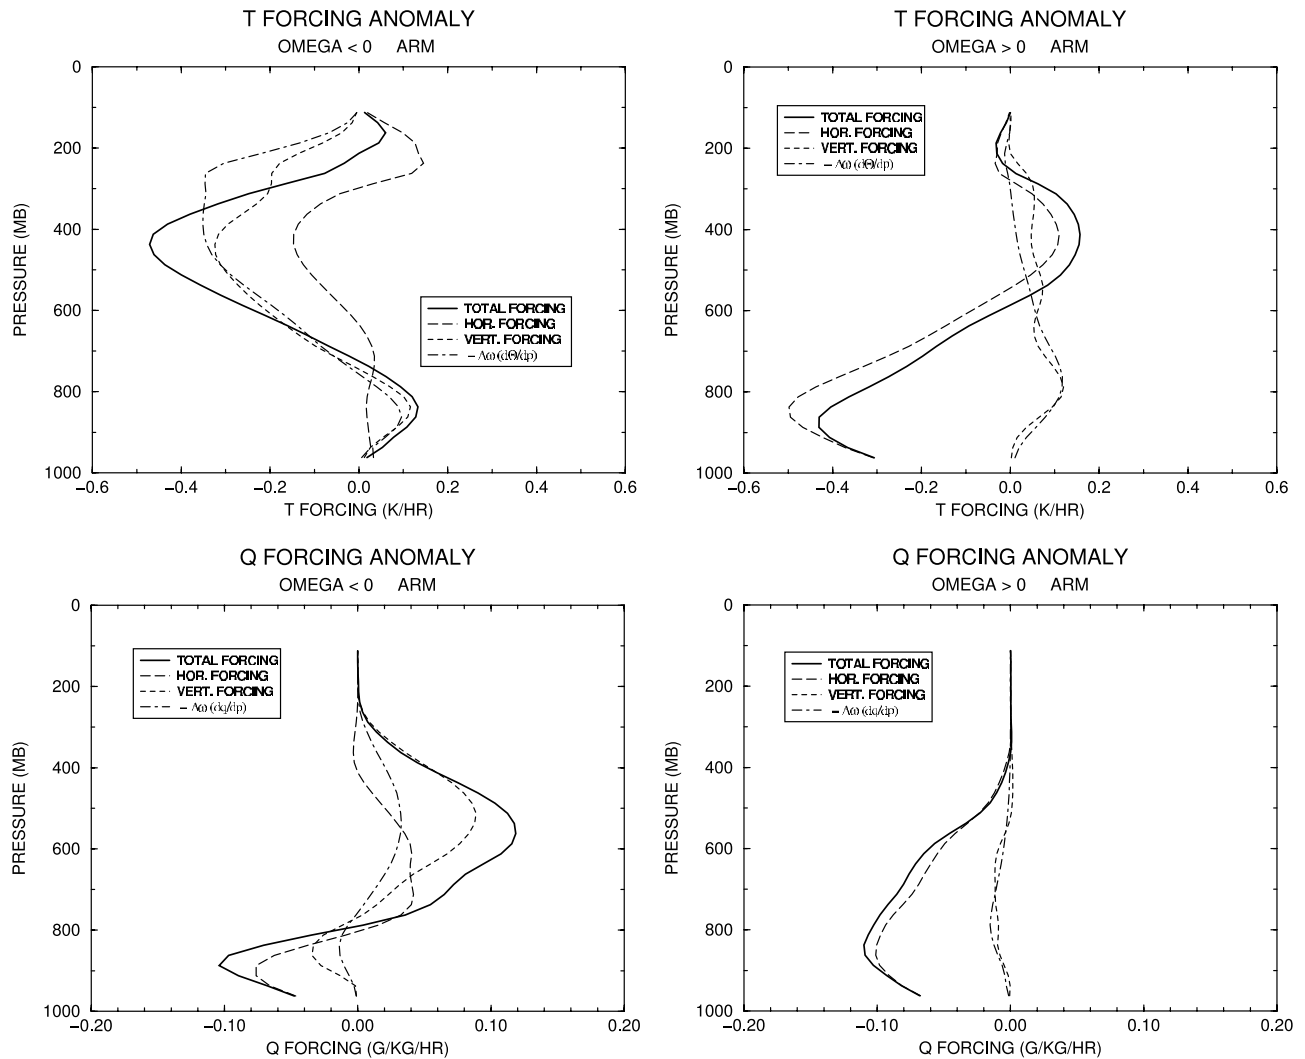 T FORCING ANOMALY
OMEGA < 0 ARM
0
200
400
600
800
1000
PRESSURE (MB)
−0.6 −0.4 −0.2 0.0 0.2 0.4 0.6
T FORCING (K/HR)
TOTAL FORCING
HOR. FORCING
VERT. FORCING
− Λω (dΘ/dp)
T FORCING ANOMALY
OMEGA > 0 ARM
0
200
400
600
800
1000
PRESSURE (MB)
−0.6 −0.4 −0.2 0.0 0.2 0.4 0.6
T FORCING (K/HR)
TOTAL FORCING
HOR. FORCING
VERT. FORCING
− Λω (dΘ/dp)
Q FORCING ANOMALY
OMEGA < 0 ARM
0
200
400
600
800
1000
PRESSURE (MB)
−0.20 −0.10 0.00 0.10 0.20
Q FORCING (G/KG/HR)
TOTAL FORCING
HOR. FORCING
VERT. FORCING
− Λω (dq/dp)
Q FORCING ANOMALY
OMEGA > 0 ARM
0
200
400
600
800
1000
PRESSURE (MB)
−0.20 −0.10 0.00 0.10 0.20
Q FORCING (G/KG/HR)
TOTAL FORCING
HOR. FORCING
VERT. FORCING
− Λω (dq/dp)